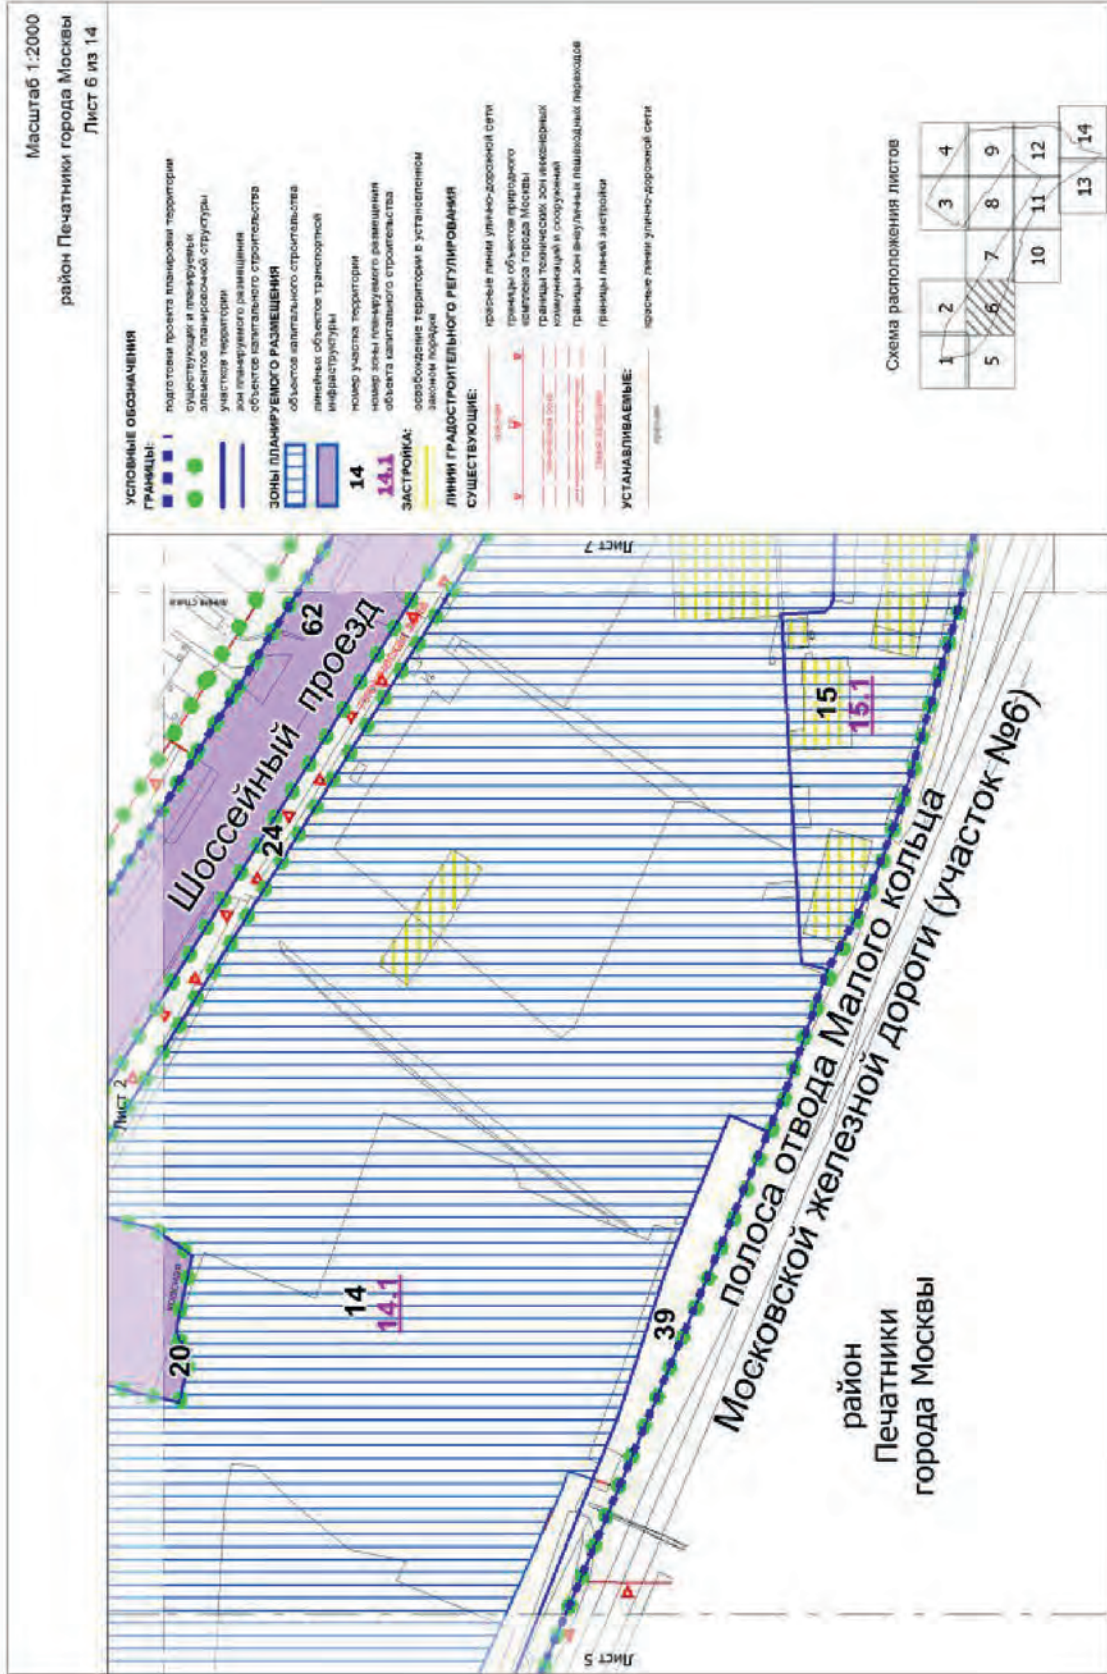 Масштаб 1:2000
район Печатники города Москвы
Лист 6 из 14
УСЛОВНЫЕ ОБОЗНАЧЕНИЯ
ГРАНИЦЫ:
подготовки проекта планировки территории
существующих и планируемых
элементов планировочной структуры
участков территории
зон планируемого размещения
объектов капитального строительства
ЗОНЫ ПЛАНИРУЕМОГО РАЗМЕЩЕНИЯ
объектов капитального строительства
линейных объектов транспортной
инфраструктуры
14
номер участка территории
14.1
номер зоны планируемого размещения
объекта капитального строительства
ЗАСТРОЙКА:
освобождение территории в установленном
законом порядке
ЛИНИИ ГРАДОСТРОИТЕЛЬНОГО РЕГУЛИРОВАНИЯ
СУЩЕСТВУЮЩИЕ:
красные линии улично-дорожной сети
границы объектов природного
комплекса города Москвы
границы технических зон инженерных
коммуникаций и сооружений
границы зон внеуличных пешеходных переходов
границы линий застройки
УСТАНАВЛИВАЕМЫЕ:
красные линии улично-дорожной сети
Схема расположения листов
1
2
3
4
5
6
7
8
9
10
11
12
13
14
Лист 2
Лист 7
Лист 5
Шоссейный проезд
62
24
20
14
14.1
15
15.1
39
полоса отвода Малого кольца
Московской железной дороги (участок №6)
район
Печатники
города Москвы